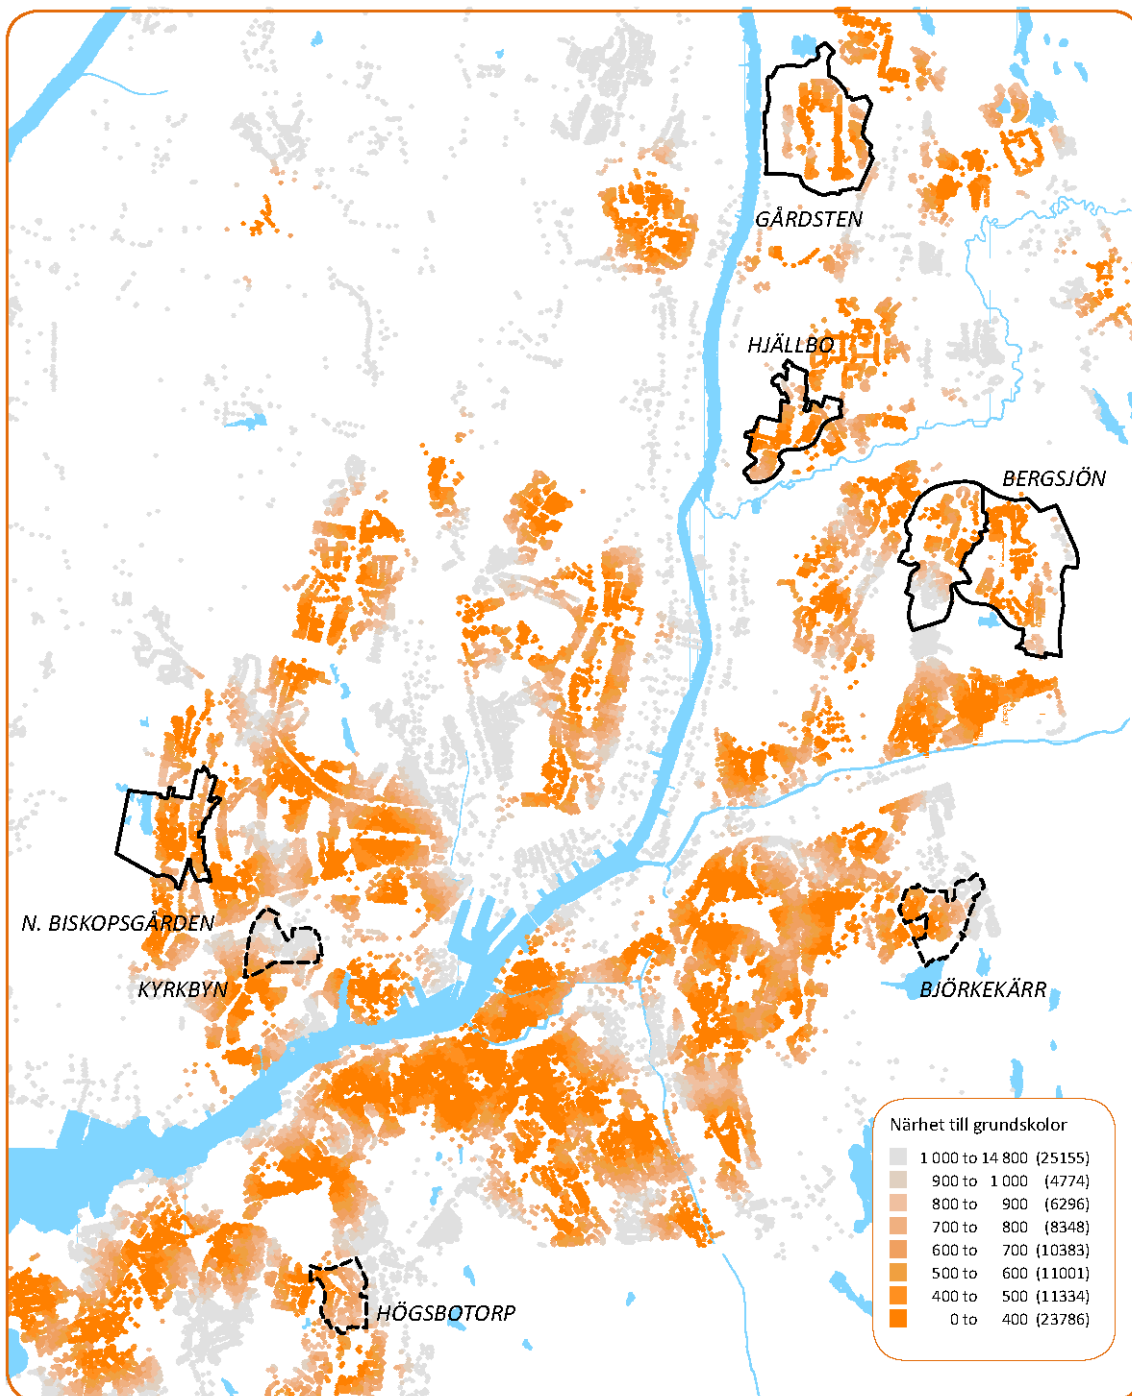 GÅRDSTEN
HJÄLLBO
BERGSJÖN
N. BISKOPSGÅRDEN
KYRKBYN
BJÖRKEKÄRR
HÖGSBOTORP
Närhet till grundskolor
1 000 to 14 800 (25155)
900 to 1 000 (4774)
800 to 900 (6296)
700 to 800 (8348)
600 to 700 (10383)
500 to 600 (11001)
400 to 500 (11334)
0 to 400 (23786)